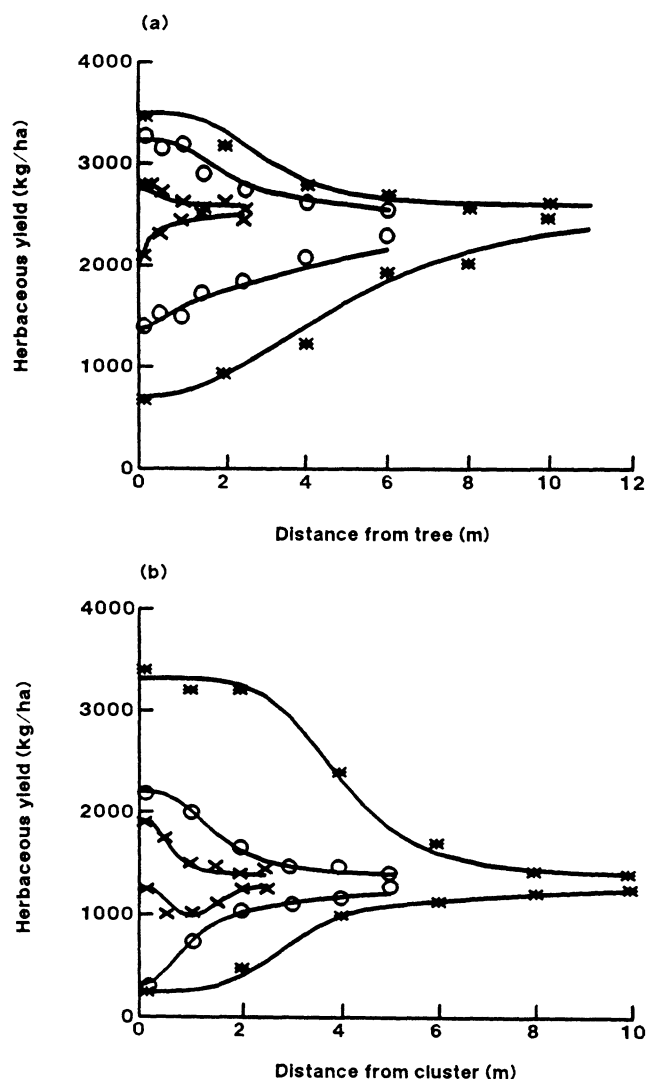 (a)
4000
3000
2000
1000
0
Herbaceous yield (kg/ha)
0 2 4 6 8 10 12
Distance from tree (m)
(b)
4000
3000
2000
1000
0
Herbaceous yield (kg/ha)
0 2 4 6 8 10
Distance from cluster (m)